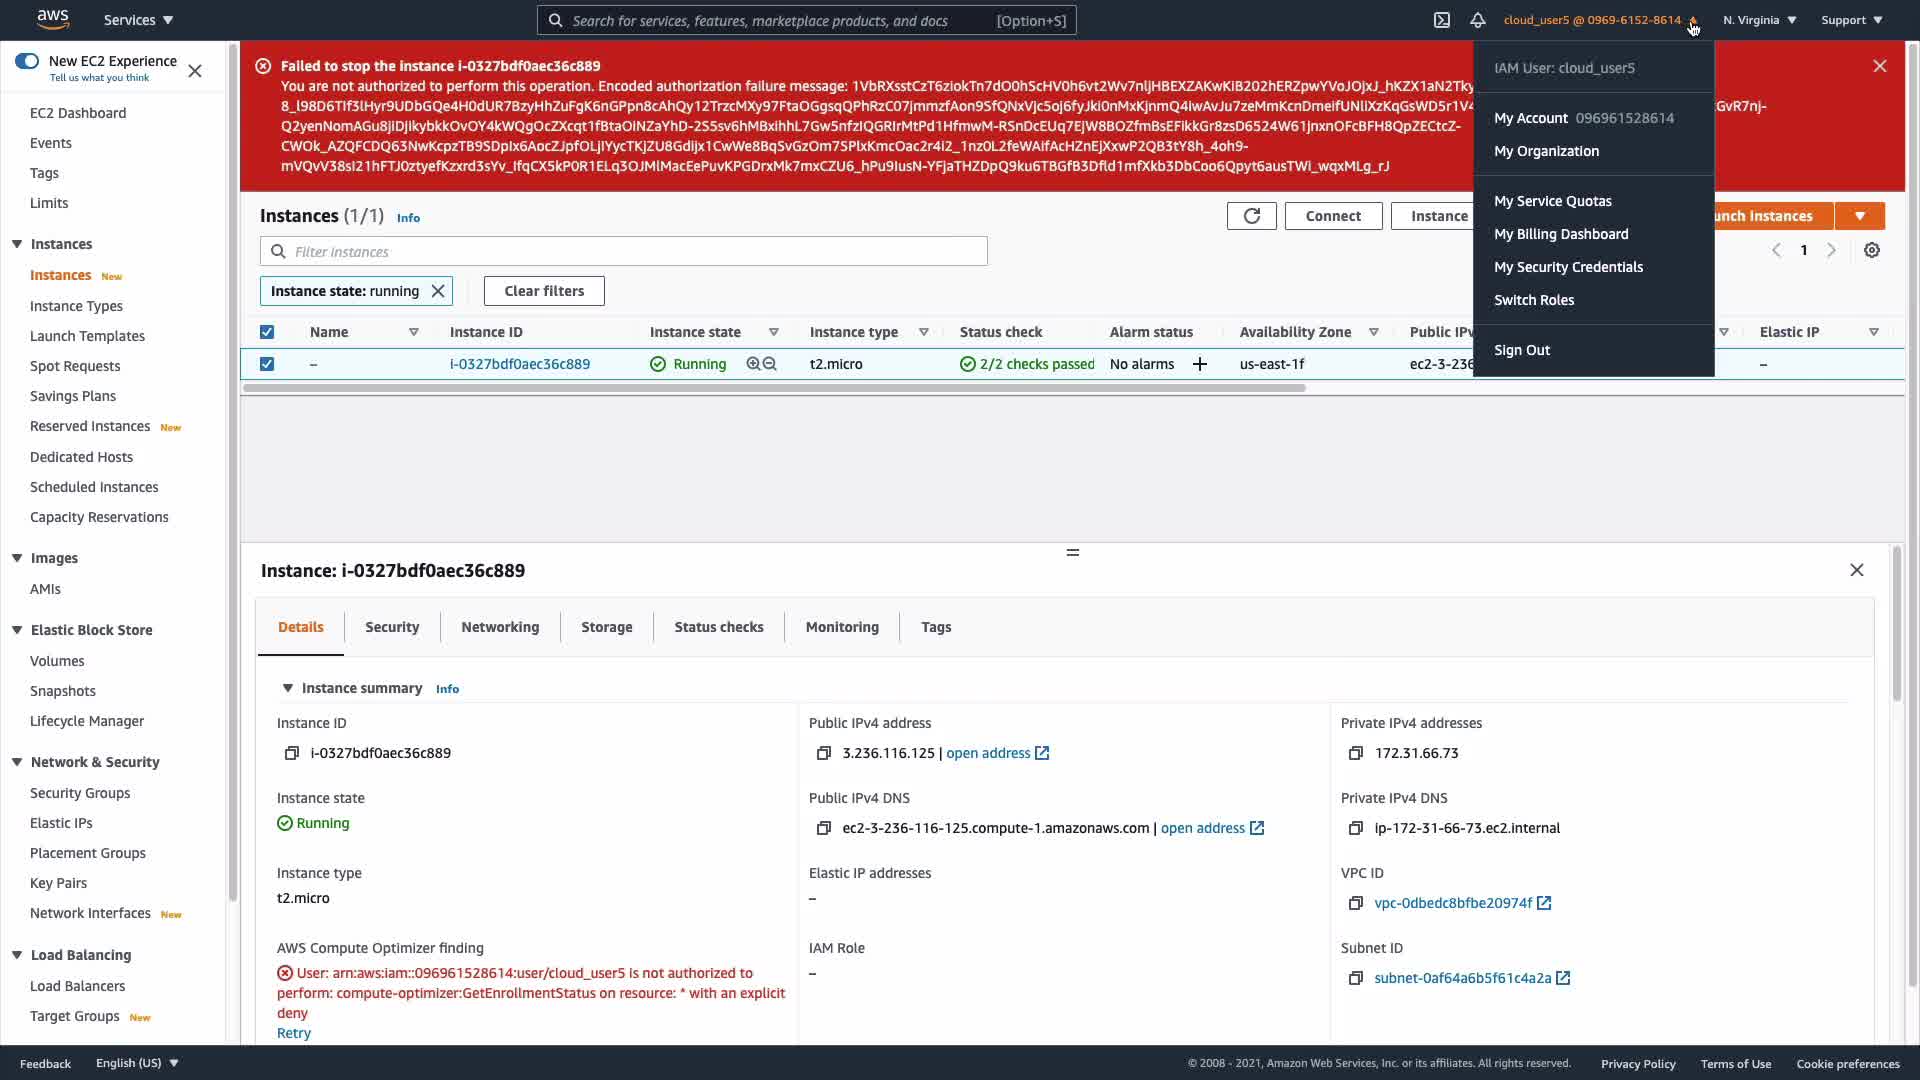 aws
Services
Search for services, features, marketplace products, and docs [Option+S]
cloud_user5 @ 0969-6152-8614
N. Virginia
Support
New EC2 Experience
Tell us what you think
EC2 Dashboard
Events
Tags
Limits
Instances
Instances New
Instance Types
Launch Templates
Spot Requests
Savings Plans
Reserved Instances New
Dedicated Hosts
Scheduled Instances
Capacity Reservations
Images
AMIs
Elastic Block Store
Volumes
Snapshots
Lifecycle Manager
Network & Security
Security Groups
Elastic IPs
Placement Groups
Key Pairs
Network Interfaces New
Load Balancing
Load Balancers
Target Groups New
Failed to stop the instance i-0327bdf0aec36c889
You are not authorized to perform this operation. Encoded authorization failure message:
IAM User: cloud_user5
My Account 096961528614
My Organization
My Service Quotas
My Billing Dashboard
My Security Credentials
Switch Roles
Sign Out
Instances (1/1) Info
Connect
Instance
unch Instances
Filter instances
1
Instance state: running
Clear filters
Name
Instance ID
Instance state
Instance type
Status check
Alarm status
Availability Zone
Public IPv
Elastic IP
–
i-0327bdf0aec36c889
Running
t2.micro
2/2 checks passed
No alarms
us-east-1f
ec2-3-236
–
Instance: i-0327bdf0aec36c889
Details
Security
Networking
Storage
Status checks
Monitoring
Tags
Instance summary Info
Instance ID
i-0327bdf0aec36c889
Public IPv4 address
3.236.116.125 | open address
Private IPv4 addresses
172.31.66.73
Instance state
Running
Public IPv4 DNS
ec2-3-236-116-125.compute-1.amazonaws.com | open address
Private IPv4 DNS
ip-172-31-66-73.ec2.internal
Instance type
t2.micro
Elastic IP addresses
–
VPC ID
vpc-0dbedc8bfbe20974f
AWS Compute Optimizer finding
User: arn:aws:iam::096961528614:user/cloud_user5 is not authorized to
perform: compute-optimizer:GetEnrollmentStatus on resource: * with an explicit
deny
Retry
IAM Role
–
Subnet ID
subnet-0af64a6b5f61c4a2a
Feedback
English (US)
© 2008 - 2021, Amazon Web Services, Inc. or its affiliates. All rights reserved.
Privacy Policy
Terms of Use
Cookie preferences